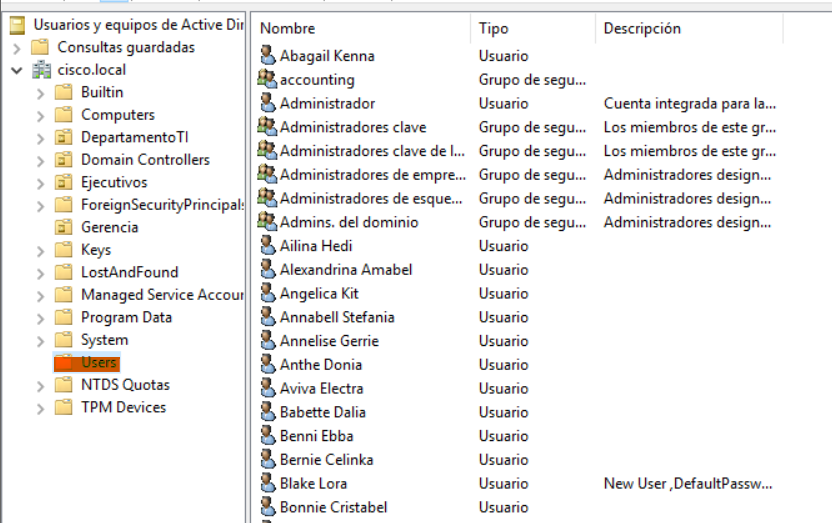 Usuarios y equipos de Active Dir
Consultas guardadas
cisco.local
Builtin
Computers
DepartamentoTI
Domain Controllers
Ejecutivos
ForeignSecurityPrincipals
Gerencia
Keys
LostAndFound
Managed Service Accour
Program Data
System
Users
NTDS Quotas
TPM Devices
Nombre Tipo Descripción
Abagail Kenna Usuario
accounting Grupo de segu...
Administrador Usuario Cuenta integrada para la...
Administradores clave Grupo de segu... Los miembros de este gr...
Administradores clave de l... Grupo de segu... Los miembros de este gr...
Administradores de empre... Grupo de segu... Administradores design...
Administradores de esque... Grupo de segu... Administradores design...
Admins. del dominio Grupo de segu... Administradores design...
Ailina Hedi Usuario
Alexandrina Amabel Usuario
Angelica Kit Usuario
Annabell Stefania Usuario
Annelise Gerrie Usuario
Anthe Donia Usuario
Aviva Electra Usuario
Babette Dalia Usuario
Benni Ebba Usuario
Bernie Celinka Usuario
Blake Lora Usuario New User ,DefaultPassw...
Bonnie Cristabel Usuario